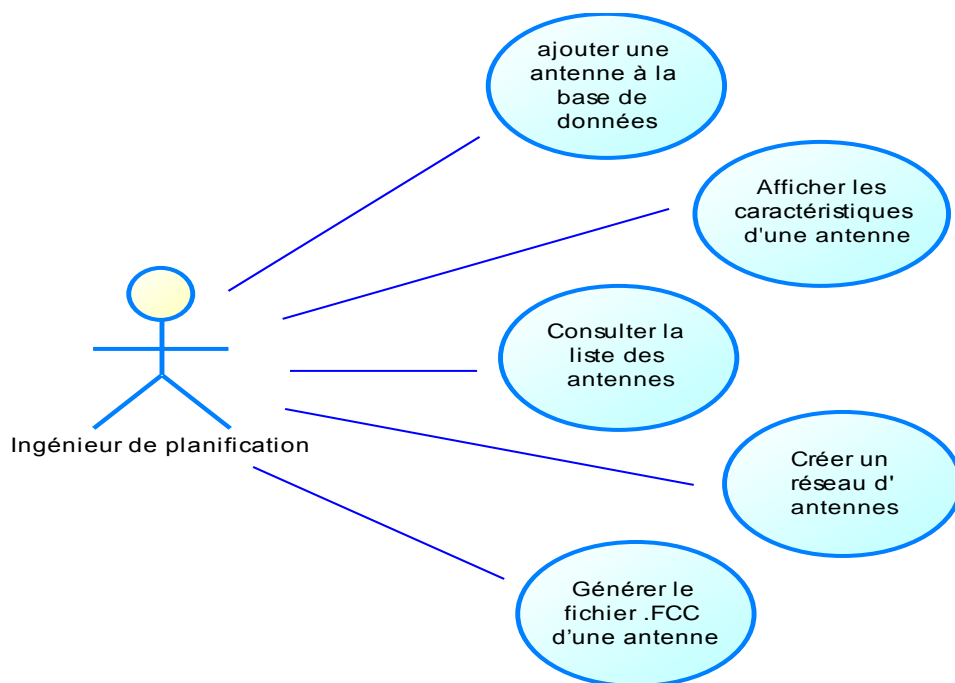 ajouter une
antenne à la
base de
données
Afficher les
caractéristiques
d'une antenne
Consulter la
liste des
antennes
Ingénieur de planification
Créer un
réseau d'
antennes
Générer le
fichier .FCC
d’une antenne